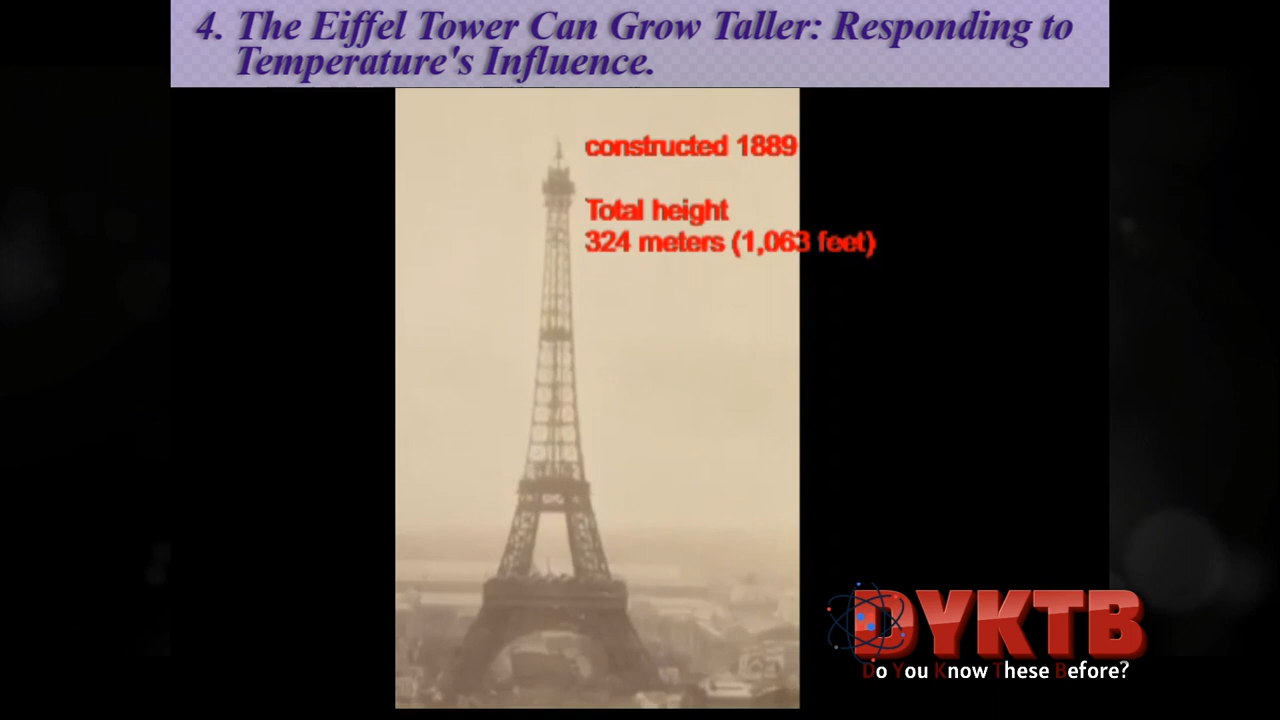 4. The Eiffel Tower Can Grow Taller: Responding to
Temperature's Influence.
constructed 1889
Total height
324 meters (1,063 feet)
DYKTB
Do You Know These Before?